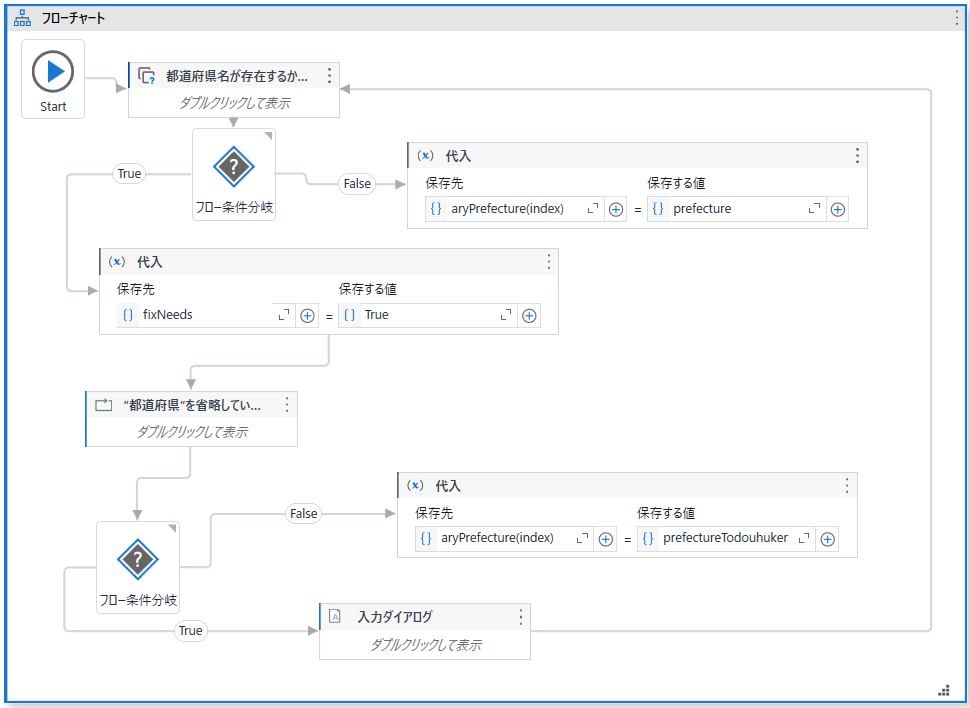 フローチャート
Start
都道府県名が存在するか...
ダブルクリックして表示
True
フロー条件分岐
False
(x) 代入
保存先
保存する値
{} aryPrefecture(index)
=
{} prefecture
(x) 代入
保存先
保存する値
{} fixNeeds
=
{} True
"都道府県"を省略してい...
ダブルクリックして表示
フロー条件分岐
False
(x) 代入
保存先
保存する値
{} aryPrefecture(index)
=
{} prefectureTodouhuker
True
A 入力ダイアログ
ダブルクリックして表示